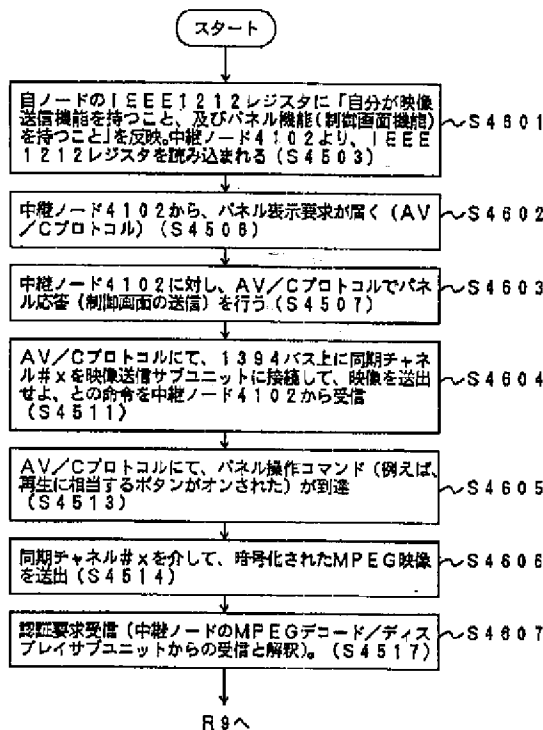 スタート
自ノードのIEEE1212レジスタに「自分が映像
送信機能を持つこと、及びパネル機能(制御画面機能)
を持つこと」を反映。中継ノード4102より、IEEE
1212レジスタを読み込まれる(S4503)
~S4601
中継ノード4102から、パネル表示要求が届く(AV
/Cプロトコル)(S4506)
~S4602
中継ノード4102に対し、AV/Cプロトコルでパネ
ル応答(制御画面の送信)を行う(S4507)
~S4603
AV/Cプロトコルにて、1394バス上に同期チャネ
ル#xを映像送信サブユニットに接続して、映像を送出
せよ、との命令を中継ノード4102から受信
(S4511)
~S4604
AV/Cプロトコルにて、パネル操作コマンド(例えば、
再生に相当するボタンがオンされた)が到達
(S4513)
~S4605
同期チャネル#xを介して、暗号化されたMPEG映像
を送出(S4514)
~S4606
認証要求受信(中継ノードのMPEGデコード/ディス
プレイサブユニットからの受信と解釈)。(S4517)
~S4607
R9へ